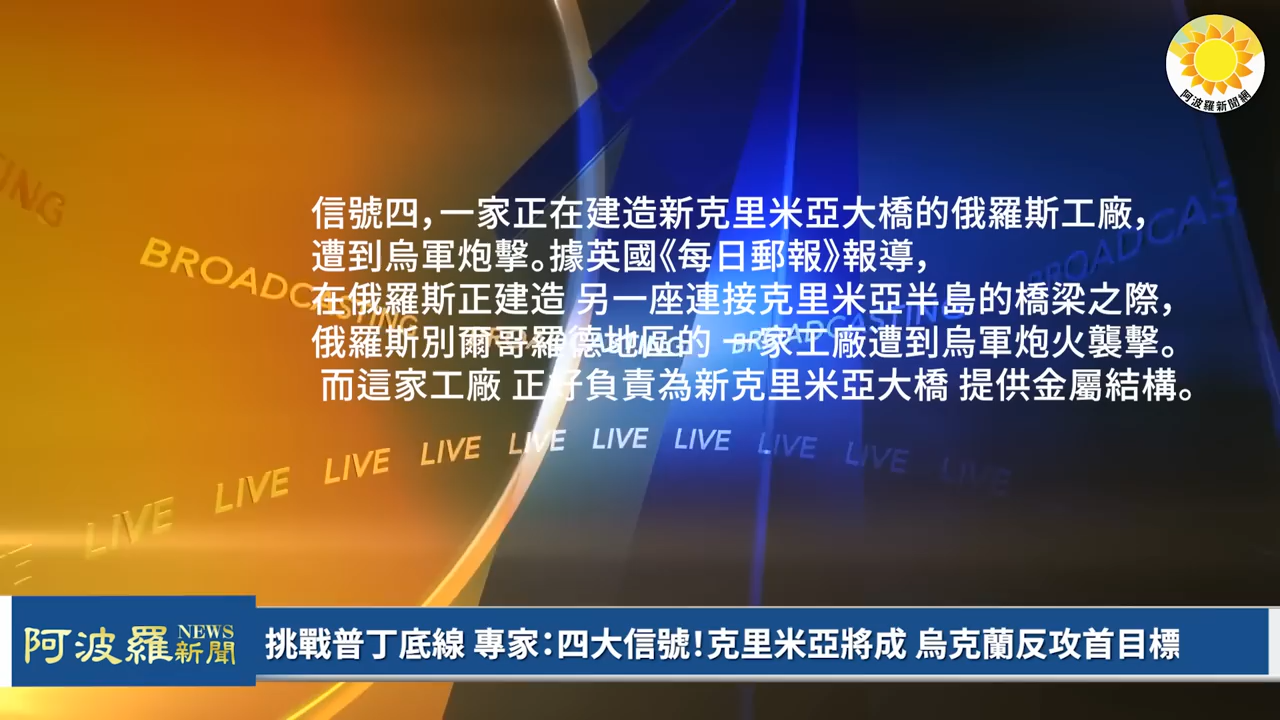 阿波羅新聞網
ING
BROADCASTING
信號四，一家正在建造新克里米亞大橋的俄羅斯工廠，
遭到烏軍炮擊。據英國《每日郵報》報導，
在俄羅斯正建造 另一座連接克里米亞半島的橋梁之際，
俄羅斯別爾哥羅德地區的 一家工廠遭到烏軍炮火襲擊。
而這家工廠 正好負責為新克里米亞大橋 提供金屬結構。
BROADCASTING
BROADCASTING
BROADCAS
LIVE LIVE LIVE LIVE LIVE LIVE LIVE LIVE LIVE LIVE
阿波羅 NEWS 新聞
挑戰普丁底線 專家：四大信號！克里米亞將成 烏克蘭反攻首目標